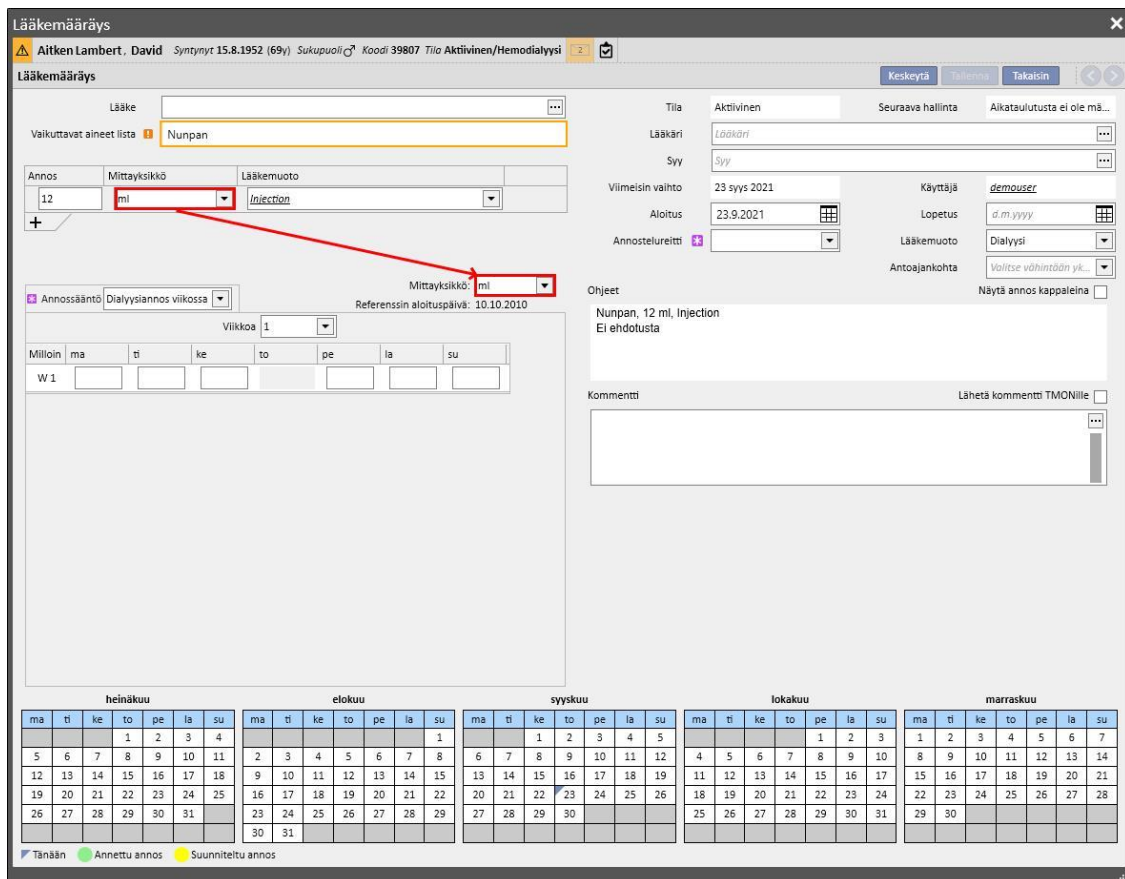 Lääkemääräys
Aitken Lambert, David Syntynyt 15.8.1952 (69y) Sukupuoli Koodi 39807 Tila Aktiivinen/Hemodialyysi 2
Lääkemääräys Keskeytä Tallenna Takaisin
Lääke
Vaikuttavat aineet lista Nunpan
Annos Mittayksikkö Lääkemuoto
12 ml Injection
+
Mittayksikkö: ml
Annossääntö Dialyysiannos viikossa
Referenssin aloituspäivä: 10.10.2010
Viikkoa 1
Milloin ma ti ke to pe la su
W 1
Tila Aktiivinen Seuraava hallinta Aikataulutusta ei ole mä...
Lääkäri Lääkäri
Syy Syy
Viimeisin vaihto 23 syys 2021 Käyttäjä demouser
Aloitus 23.9.2021 Lopetus d.m.yyyy
Annostelureitti Lääkemuoto Dialyysi
Antoajankohta Valitse vähintään yk...
Ohjeet Näytä annos kappaleina
Nunpan, 12 ml, Injection
Ei ehdotusta
Kommentti Lähetä kommentti TMONille
heinäkuu elokuu syyskuu lokakuu marraskuu
ma ti ke to pe la su ma ti ke to pe la su ma ti ke to pe la su ma ti ke to pe la su ma ti ke to pe la su
1 2 3 4 1 1 2 3 4 5 1 2 3 1 2 3 4 5 6 7
5 6 7 8 9 10 11 2 3 4 5 6 7 8 6 7 8 9 10 11 12 4 5 6 7 8 9 10 8 9 10 11 12 13 14
12 13 14 15 16 17 18 9 10 11 12 13 14 15 13 14 15 16 17 18 19 11 12 13 14 15 16 17 15 16 17 18 19 20 21
19 20 21 22 23 24 25 16 17 18 19 20 21 22 20 21 22 23 24 25 26 18 19 20 21 22 23 24 22 23 24 25 26 27 28
26 27 28 29 30 31 23 24 25 26 27 28 29 27 28 29 30 25 26 27 28 29 30 31 29 30
30 31
Tänään Annettu annos Suunniteltu annos